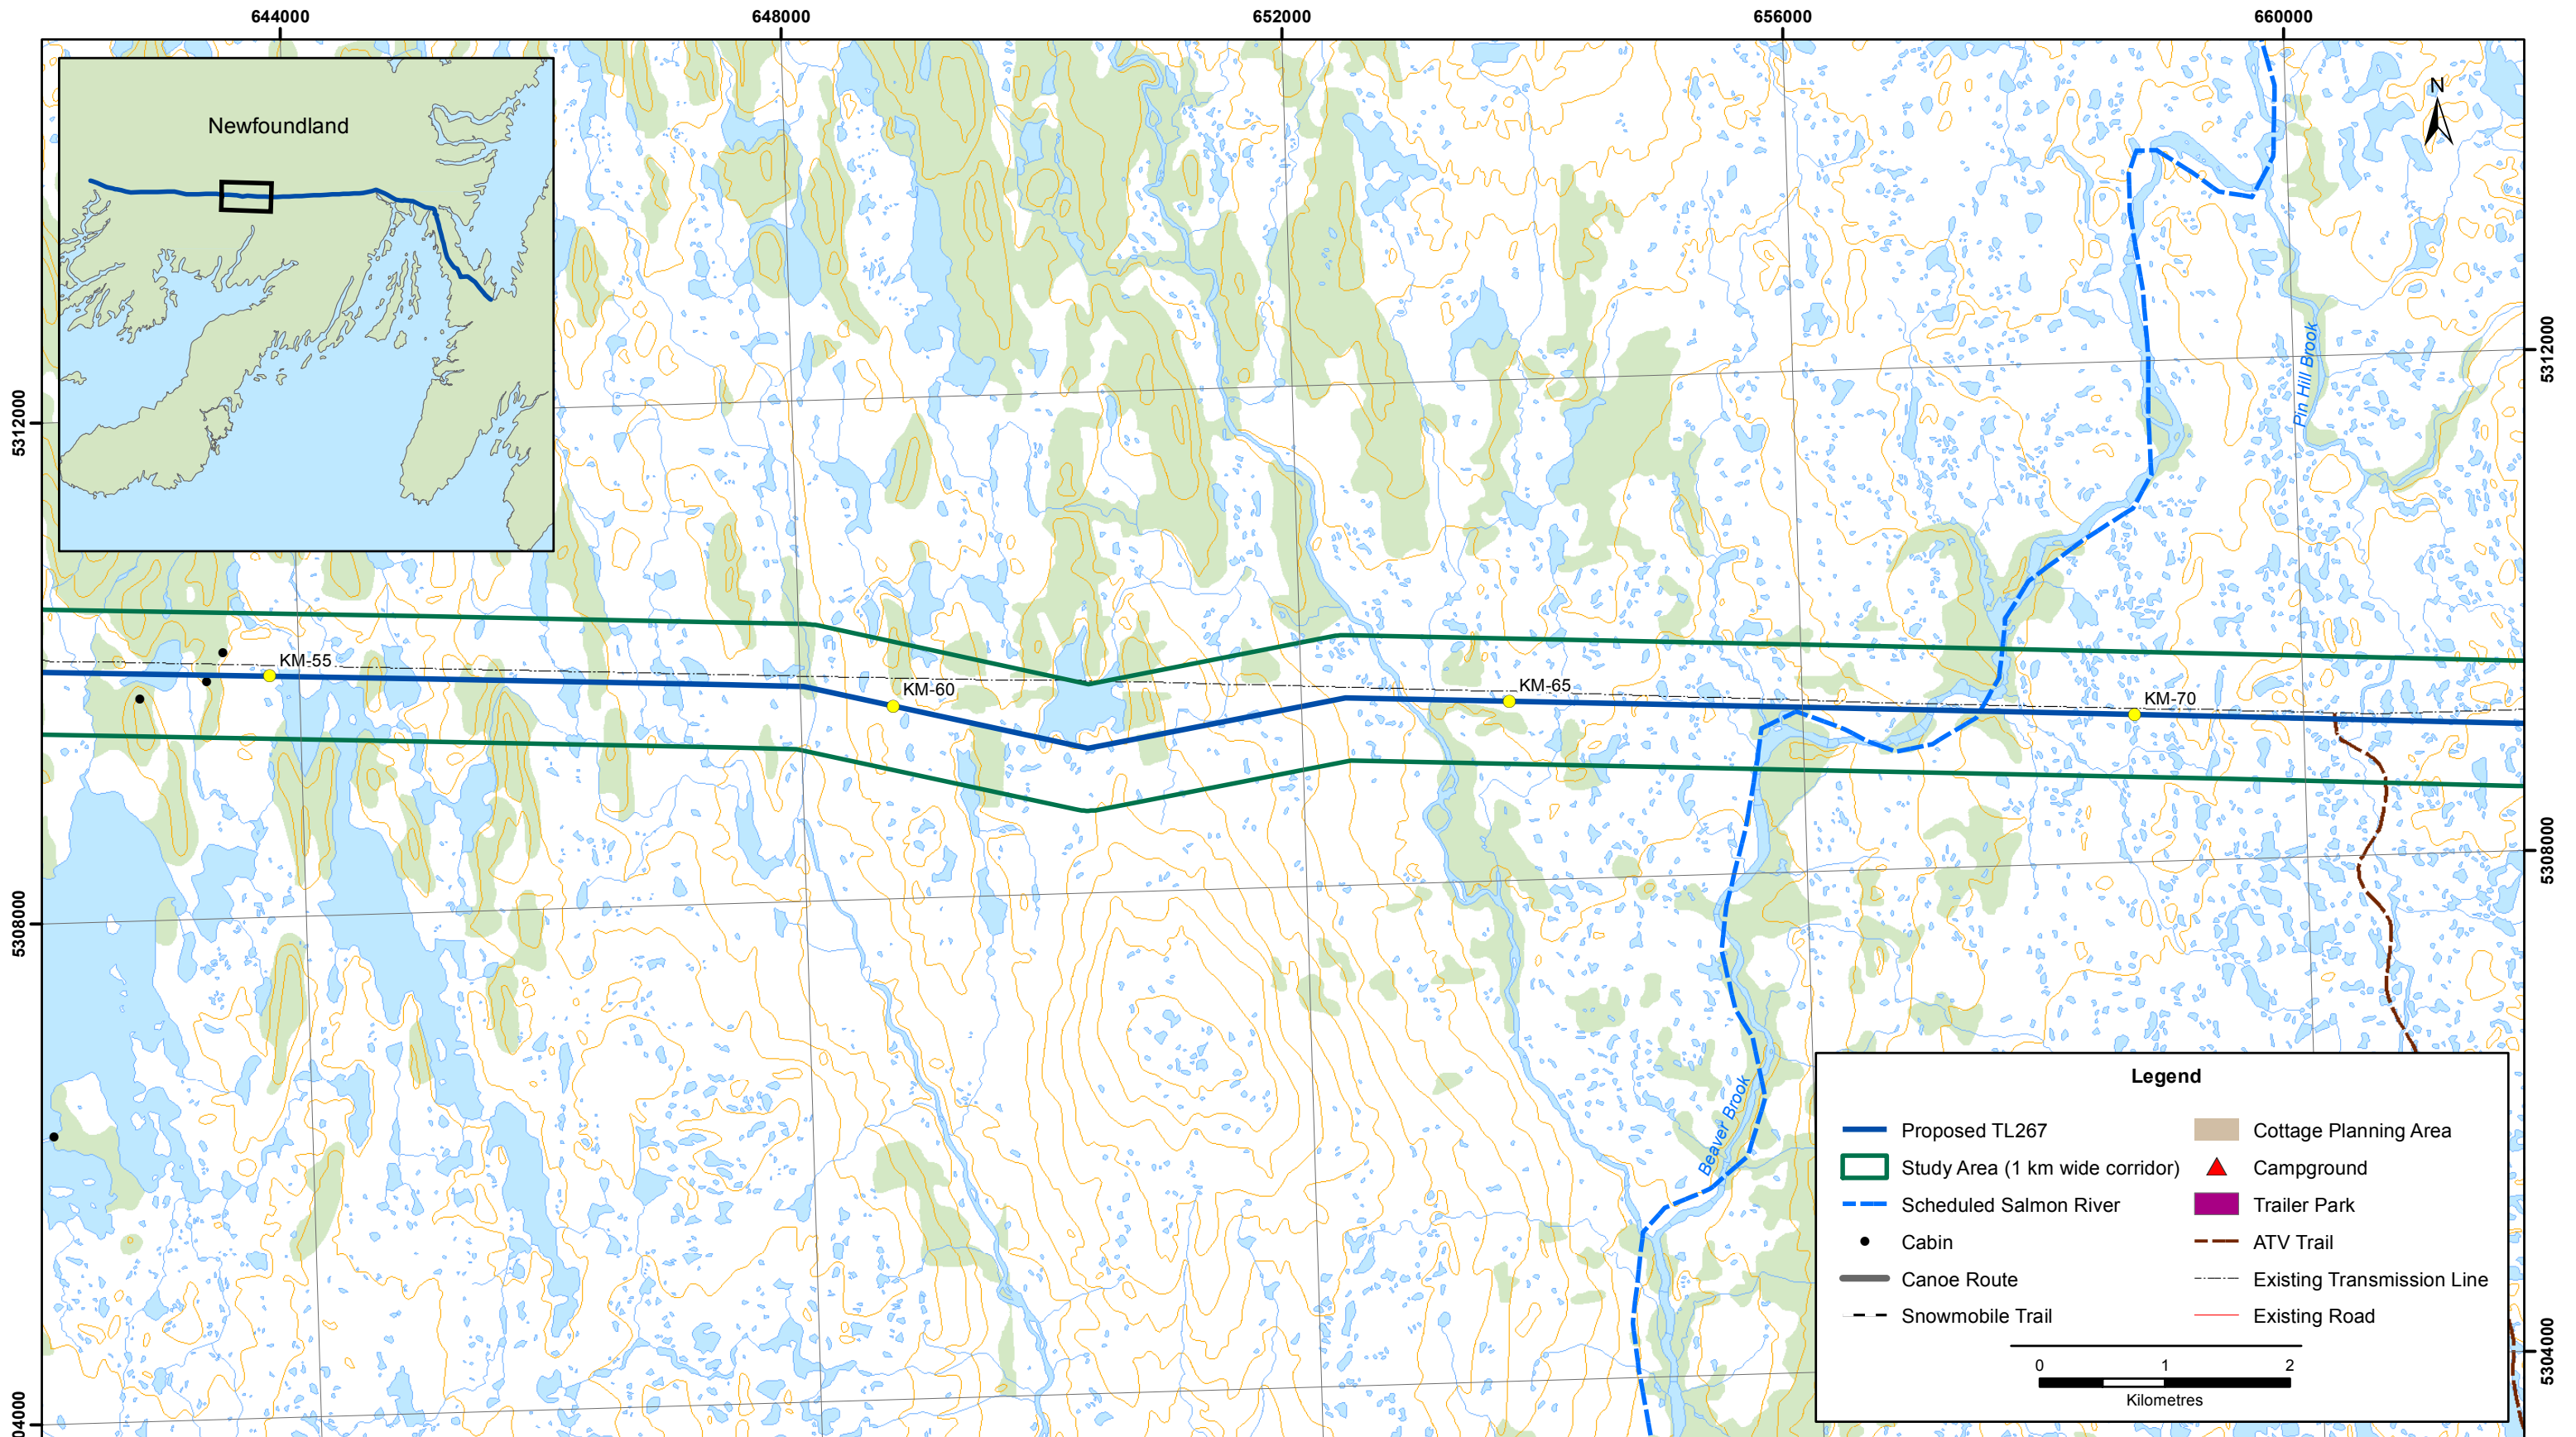 644000
648000
652000
656000
660000
N
Newfoundland
5312000
5312000
Pin Hill Brook
KM-55
KM-60
KM-65
KM-70
5308000
5308000
Beaver Brook
Legend
Proposed TL267
Study Area (1 km wide corridor)
Scheduled Salmon River
Cabin
Canoe Route
Snowmobile Trail
Cottage Planning Area
Campground
Trailer Park
ATV Trail
Existing Transmission Line
Existing Road
0 1 2
Kilometres
5304000
04000